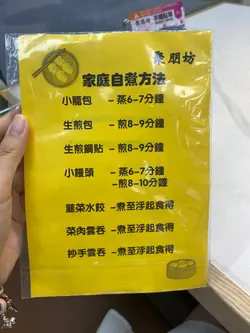 聚朋坊
家庭自煮方法
小籠包 - 蒸6-7分鐘
生煎包 - 煎8-9分鐘
生煎鍋貼 - 煎8-9分鐘
小饅頭 - 蒸6-7分鐘
-煎8-10分鐘
韮菜水餃 -煮至浮起食得
菜肉雲吞 -煮至浮起食得
抄手雲吞 -煮至浮起食得